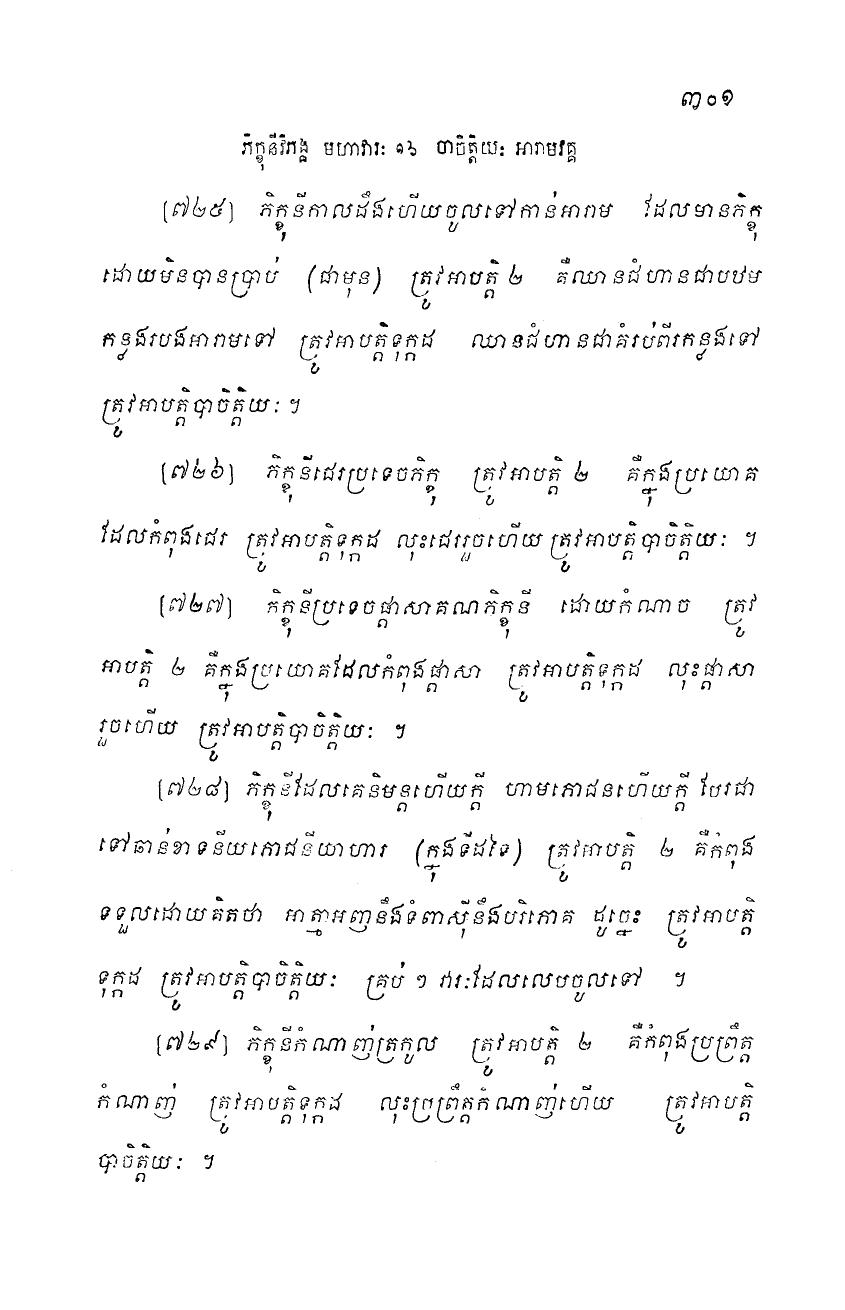 ៣០១
ភិក្ខុនីវិភង្គ មហាវារៈ ១៦ បាចិត្តិយៈ អារាមវគ្គ
[៧២៥] ភិក្ខុនីកាលដឹងហើយចូលទៅកាន់អារាម ដែលមានភិក្ខុ
ដោយមិនបានប្រាប់ (ជាមុន) ត្រូវអាបត្តិ ២ គឺឈានជំហានជាបឋម
កន្លងរបងអារាមទៅ ត្រូវអាបត្តិទុក្កដ ឈានជំហានជាគំរប់ពីរកន្លងទៅ
ត្រូវអាបត្តិបាចិត្តិយៈ ។
[៧២៦] ភិក្ខុនីជេរប្រទេចភិក្ខុ ត្រូវអាបត្តិ ២ គឺក្នុងប្រយោគ
ដែលកំពុងជេរ ត្រូវអាបត្តិទុក្កដ លុះជេររួចហើយ ត្រូវអាបត្តិបាចិត្តិយៈ ។
[៧២៧] ភិក្ខុនីប្រទេចផ្តាសាគណភិក្ខុនី ដោយកំណាច ត្រូវ
អាបត្តិ ២ គឺក្នុងប្រយោគដែលកំពុងផ្តាសា ត្រូវអាបត្តិទុក្កដ លុះផ្តាសា
រួចហើយ ត្រូវអាបត្តិបាចិត្តិយៈ ។
[៧២៨] ភិក្ខុនីដែលគេនិមន្តហើយក្តី ហាមភោជនហើយក្តី បែរជា
ទៅឆាន់ខាទនីយភោជនីយាហារ (ក្នុងទីដទៃ) ត្រូវអាបត្តិ ២ គឺកំពុង
ទទួលដោយគិតថា អាត្មាអញនឹងទំពាស៊ីនឹងបរិភោគ ដូច្នេះ ត្រូវអាបត្តិ
ទុក្កដ ត្រូវអាបត្តិបាចិត្តិយៈ គ្រប់ ៗ វារៈដែលលេបចូលទៅ ។
[៧២៩] ភិក្ខុនីកំណាញ់ត្រកូល ត្រូវអាបត្តិ ២ គឺកំពុងប្រព្រឹត្ត
កំណាញ់ ត្រូវអាបត្តិទុក្កដ លុះប្រព្រឹត្តកំណាញ់ហើយ ត្រូវអាបត្តិ
បាចិត្តិយៈ ។